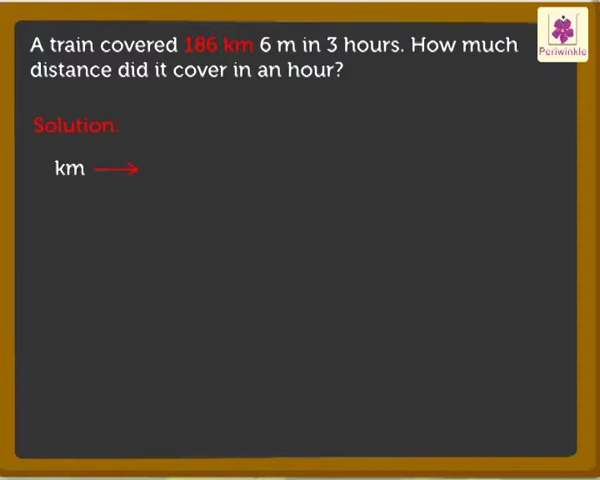 A train covered 186 km 6 m in 3 hours. How much
distance did it cover in an hour?
Periwinkle
Solution:
km